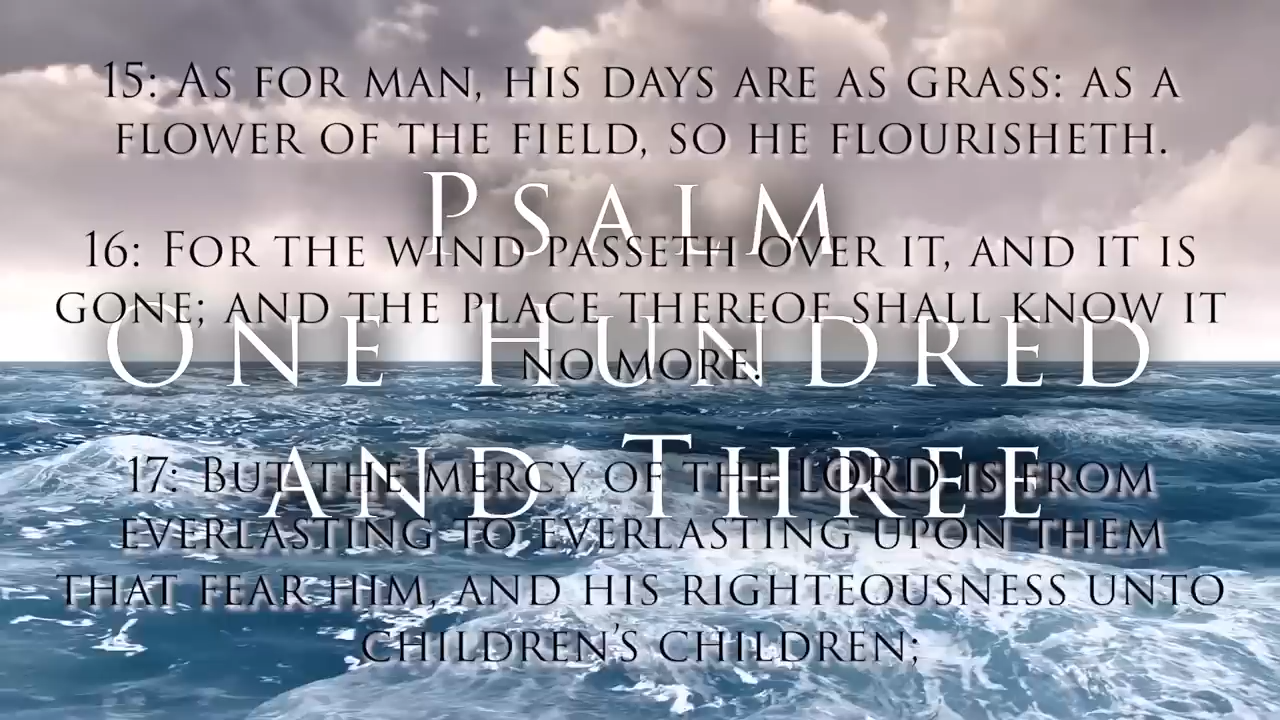 15: As for man, his days are as grass: as a
flower of the field, so he flourisheth.
Psalm
16: For the wind passeth over it, and it is
gone; and the place thereof shall know it
One Hundred
no more.
and Three
17: But the mercy of the LORD is from
everlasting to everlasting upon them
that fear him, and his righteousness unto
children's children;